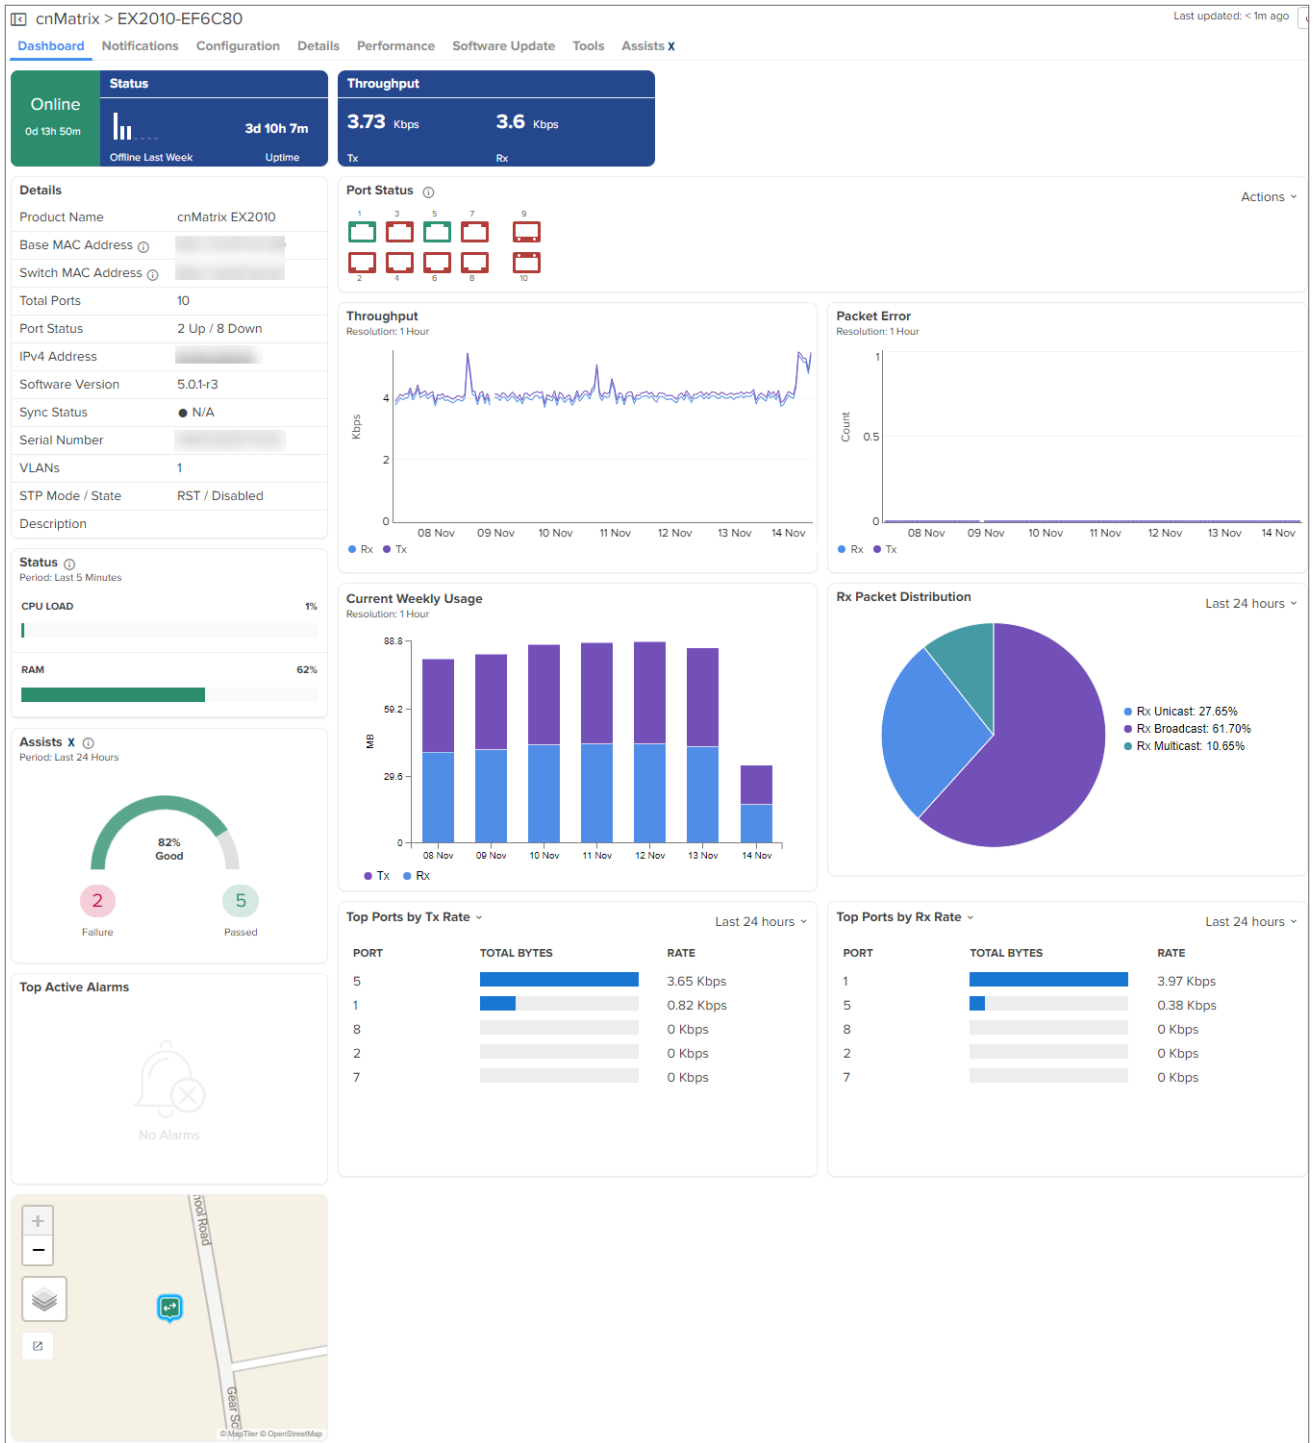 cnMatrix > EX2010-EF6C80
Last updated: < 1m ago
Dashboard Notifications Configuration Details Performance Software Update Tools Assists X
Online
0d 13h 50m
Status
3d 10h 7m
Offline Last Week Uptime
Throughput
3.73 Kbps 3.6 Kbps
Tx Rx
Details
Product Name cnMatrix EX2010
Base MAC Address
Switch MAC Address
Total Ports 10
Port Status 2 Up / 8 Down
IPv4 Address
Software Version 5.0.1-r3
Sync Status N/A
Serial Number
VLANs 1
STP Mode / State RST / Disabled
Description
Port Status
Actions
1 3 5 7 9
2 4 6 8 10
Throughput
Resolution: 1 Hour
Kbps
4
2
0
08 Nov 09 Nov 10 Nov 11 Nov 12 Nov 13 Nov 14 Nov
Rx Tx
Packet Error
Resolution: 1 Hour
Count
1
0.5
0
08 Nov 09 Nov 10 Nov 11 Nov 12 Nov 13 Nov 14 Nov
Rx Tx
Status
Period: Last 5 Minutes
CPU LOAD 1%
RAM 62%
Current Weekly Usage
Resolution: 1 Hour
MB
88.8
59.2
29.6
0
08 Nov 09 Nov 10 Nov 11 Nov 12 Nov 13 Nov 14 Nov
Tx Rx
Rx Packet Distribution
Last 24 hours
Rx Unicast: 27.65%
Rx Broadcast: 61.70%
Rx Multicast: 10.65%
Assists X
Period: Last 24 Hours
82%
Good
2 5
Failure Passed
Top Ports by Tx Rate Last 24 hours
PORT TOTAL BYTES RATE
5 3.65 Kbps
1 0.82 Kbps
8 0 Kbps
2 0 Kbps
7 0 Kbps
Top Ports by Rx Rate Last 24 hours
PORT TOTAL BYTES RATE
1 3.97 Kbps
5 0.38 Kbps
8 0 Kbps
2 0 Kbps
7 0 Kbps
Top Active Alarms
No Alarms
+
−
hool Road
Gear Sc
© MapTiler © OpenStreetMap